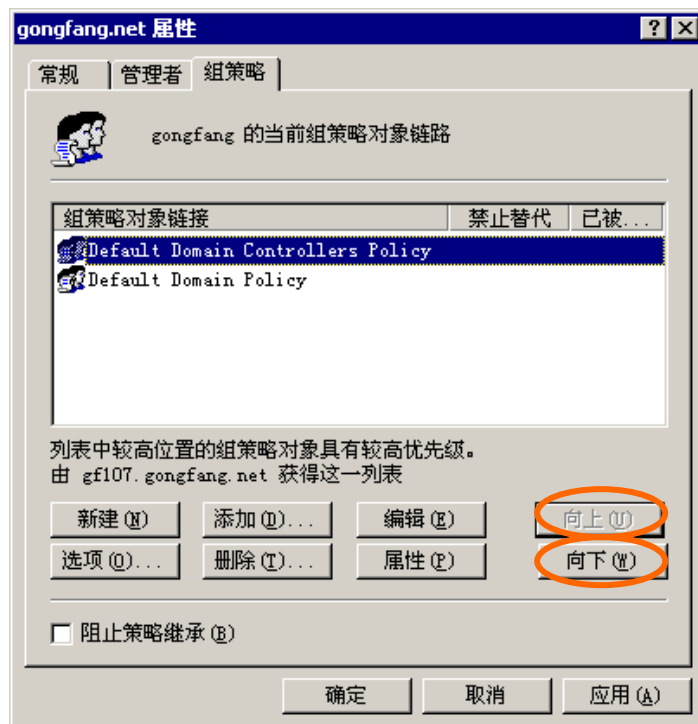 gongfang.net 属性
常规 管理者 组策略
gongfang 的当前组策略对象链路
组策略对象链接 禁止替代 已被...
Default Domain Controllers Policy
Default Domain Policy
列表中较高位置的组策略对象具有较高优先级。
由 gf107.gongfang.net 获得这一列表
新建(N) 添加(D)... 编辑(E) 向上(U)
选项(O)... 删除(T)... 属性(P) 向下(W)
阻止策略继承(B)
确定 取消 应用(A)